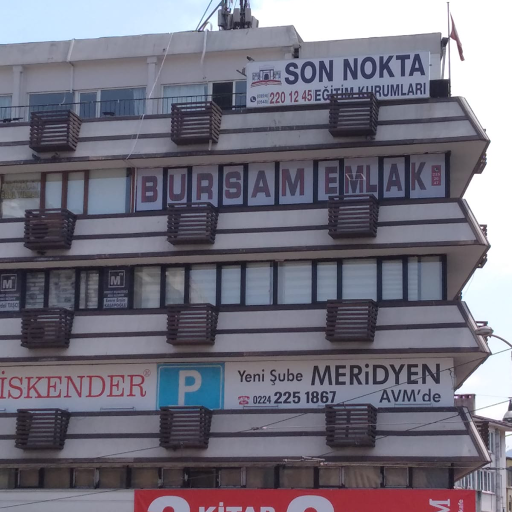 SON NOKTA
220 12 45 EĞİTİM KURUMLARI
BURSAM EMLAK
M M
İSKENDER P
Yeni Şube MERİDYEN
0224 225 1867 AVM'de
KİTAP